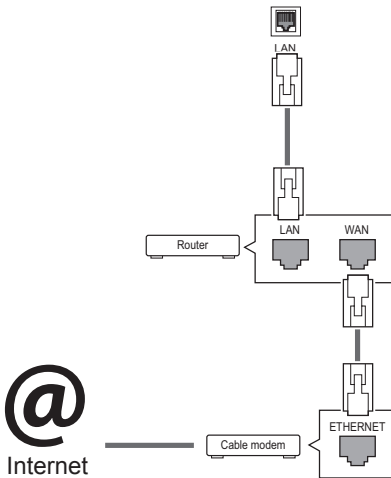 LAN
LAN
WAN
Router
ETHERNET
Cable modem
@
Internet